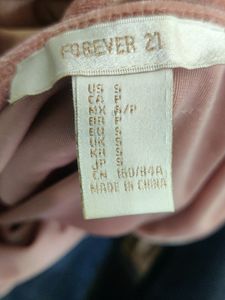 FOREVER 21
US S
CA P
MX A/P
BR P
EU S
UK S
KR S
JP S
CN 160/84A
MADE IN CHINA